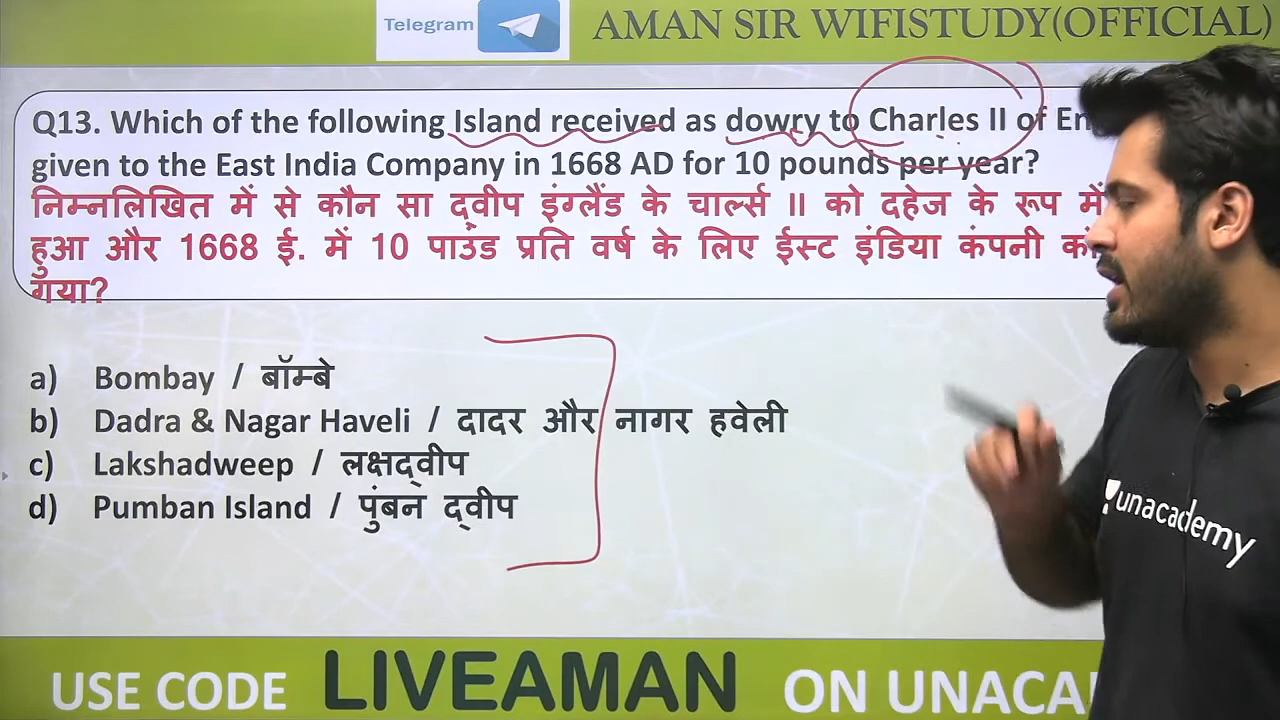 Telegram
AMAN SIR WIFISTUDY(OFFICIAL)
Q13. Which of the following Island received as dowry to Charles II of
given to the East India Company in 1668 AD for 10 pounds per year?
निम्नलिखित में से कौन सा द्वीप इंग्लैंड के चार्ल्स II को दहेज के रूप में
हुआ और 1668 ई. में 10 पाउंड प्रति वर्ष के लिए ईस्ट इंडिया कंपनी को
गया?
a) Bombay / बॉम्बे
b) Dadra & Nagar Haveli / दादर और नागर हवेली
c) Lakshadweep / लक्षद्वीप
d) Pumban Island / पुंबन द्वीप
unacademy
USE CODE LIVEAMAN ON UNACA